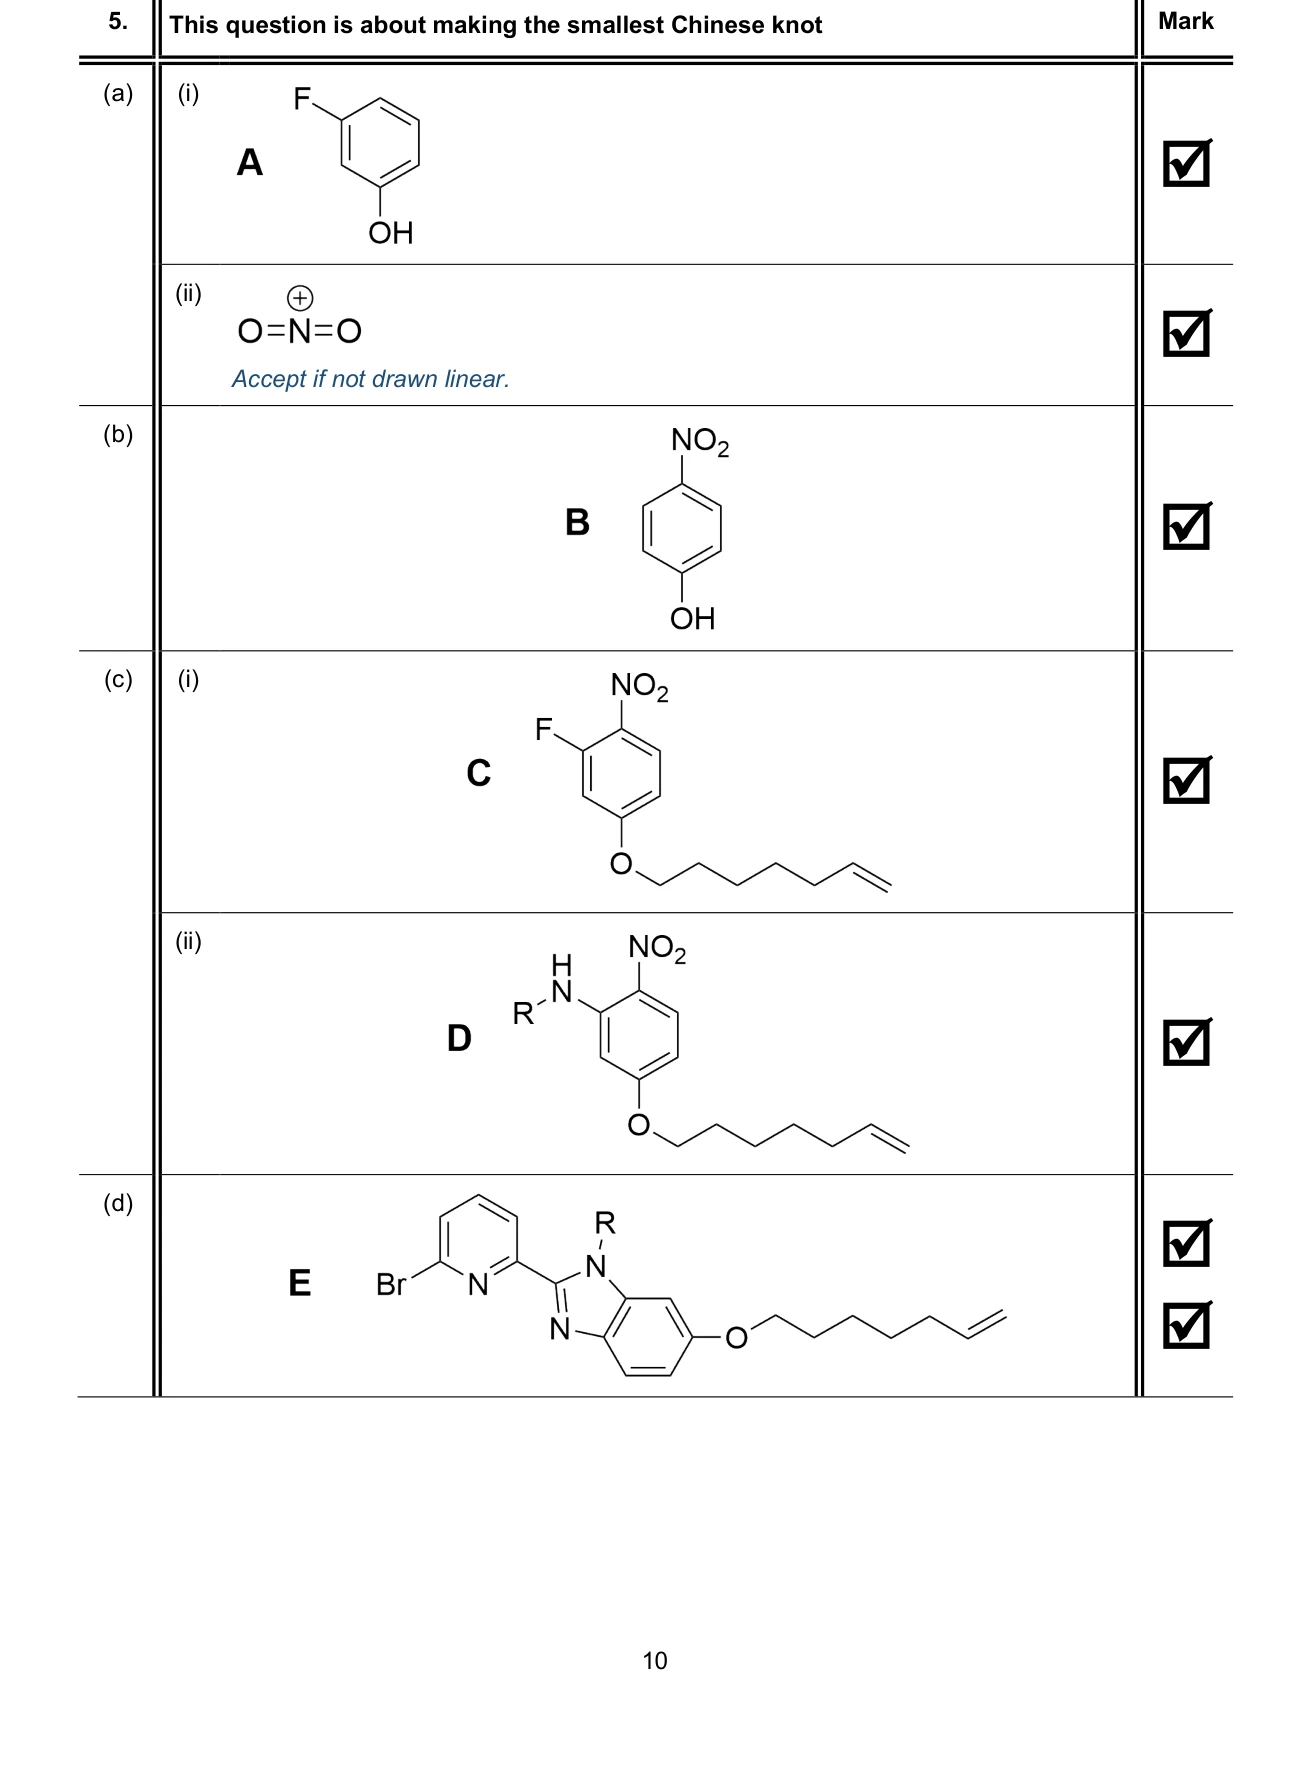 5. This question is about making the smallest Chinese knot Mark
(a) (i)
F
A
OH
(ii)
⊕
O=N=O
Accept if not drawn linear.
(b)
NO2
B
OH
(c) (i)
NO2
F
C
O
(ii)
NO2
H
N
R
D
O
(d)
R
N
Br N
E
N O
10